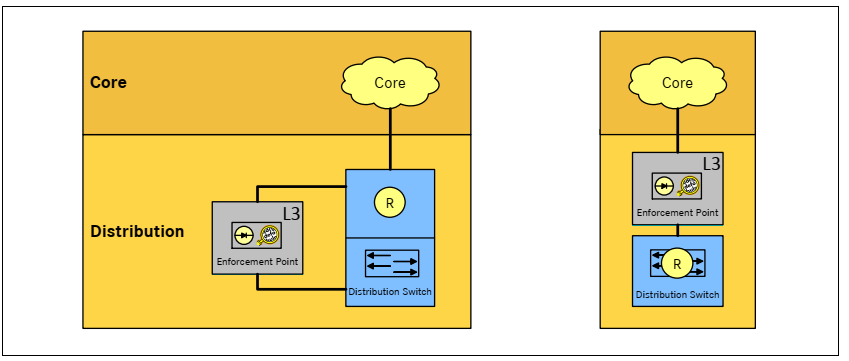 Core
Core
Distribution
R
L3
Enforcement Point
Distribution Switch
Core
L3
Enforcement Point
R
Distribution Switch